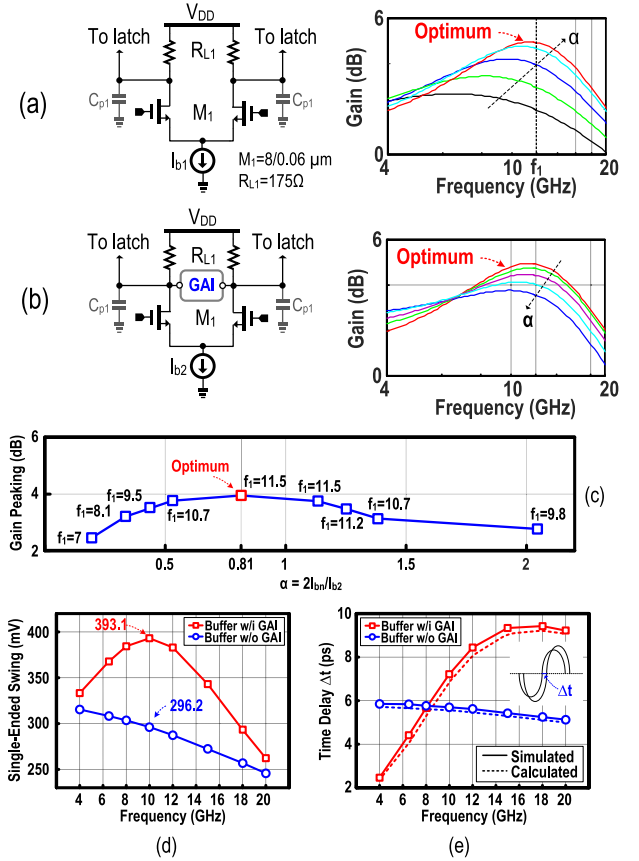 (a)
V_DD
To latch
To latch
R_L1
C_p1
C_p1
M_1
I_b1
M_1=8/0.06 μm
R_L1=175Ω
6
Optimum
α
Gain (dB)
0
4
10
f_1
20
Frequency (GHz)
(b)
V_DD
To latch
To latch
R_L1
GAI
C_p1
C_p1
M_1
I_b2
6
Optimum
α
Gain (dB)
0
4
10
20
Frequency (GHz)
6
4
2
Gain Peaking (dB)
Optimum
f_1=7
f_1=8.1
f_1=9.5
f_1=10.7
f_1=11.5
f_1=11.5
f_1=11.2
f_1=10.7
f_1=9.8
(c)
0.5
0.81
1
1.5
2
α = 2I_bn/I_b2
393.1
Buffer w/i GAI
Buffer w/o GAI
296.2
400
350
300
250
Single-Ended Swing (mV)
4
6
8
10
12
14
16
18
20
Frequency (GHz)
(d)
10
8
6
4
2
Time Delay Δt (ps)
Buffer w/i GAI
Buffer w/o GAI
Δt
Simulated
Calculated
4
6
8
10
12
14
16
18
20
Frequency (GHz)
(e)